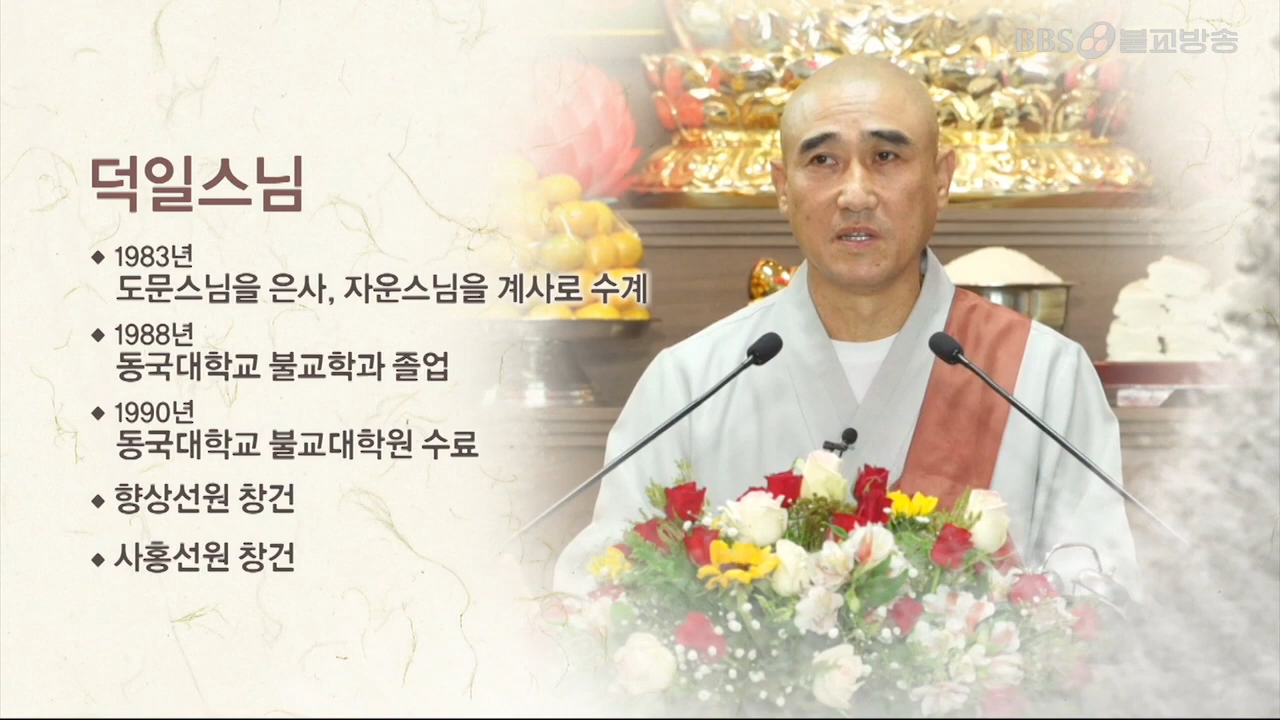 BBS 불교방송
덕일스님
◆ 1983년
도문스님을 은사, 자운스님을 계사로 수계
◆ 1988년
동국대학교 불교학과 졸업
◆ 1990년
동국대학교 불교대학원 수료
◆ 향상선원 창건
◆ 사홍선원 창건